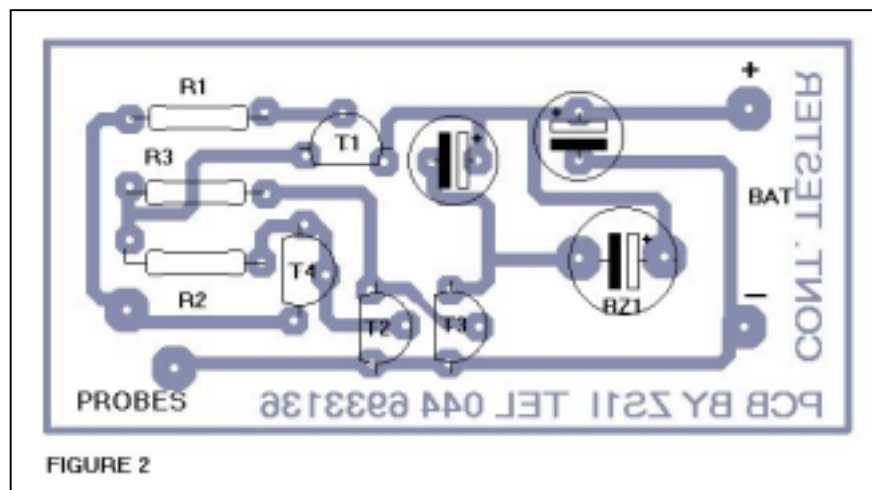 R1
+
T1
R3
BAT
T4
R2
T2
T3
BZ1
–
PROBES
CONT. TESTER
PCB BY ZS1I TEL 044 6933136
FIGURE 2